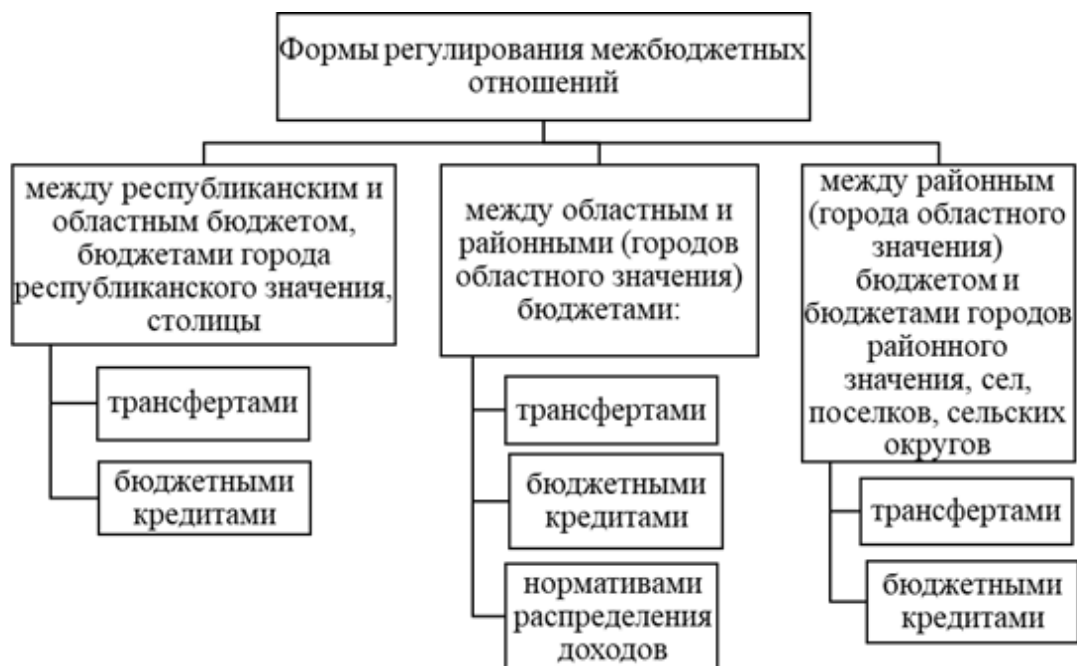 Формы регулирования межбюджетных
отношений
между республиканским и
областным бюджетом,
бюджетами города
республиканского значения,
столицы
трансфертами
бюджетными
кредитами
между областным и
районными (городов
областного значения)
бюджетами:
трансфертами
бюджетными
кредитами
нормативами
распределения
доходов
между районным
(города областного
значения)
бюджетом и
бюджетами городов
районного
значения, сел,
поселков, сельских
округов
трансфертами
бюджетными
кредитами